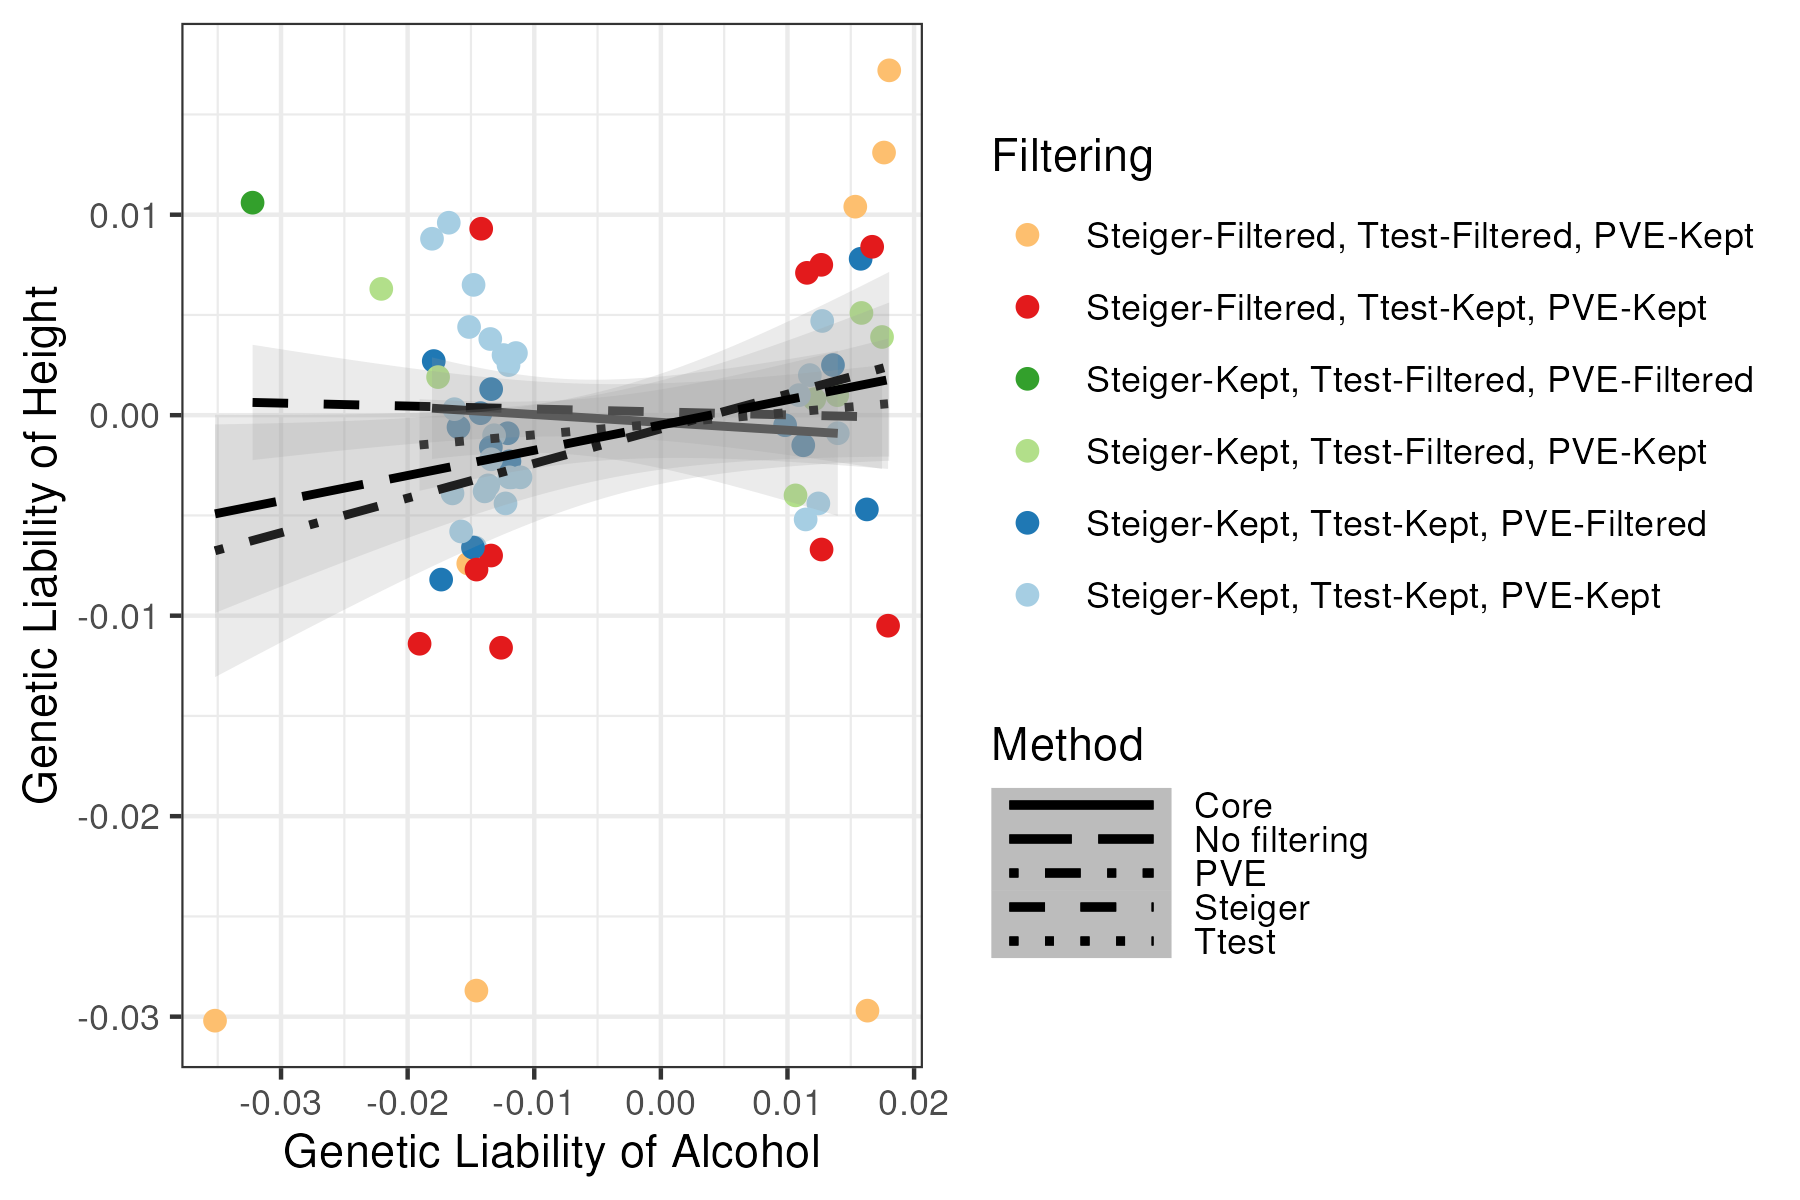 Genetic Liability of Height
0.01
0.00
-0.01
-0.02
-0.03
-0.03 -0.02 -0.01 0.00 0.01 0.02
Genetic Liability of Alcohol
Filtering
Steiger-Filtered, Ttest-Filtered, PVE-Kept
Steiger-Filtered, Ttest-Kept, PVE-Kept
Steiger-Kept, Ttest-Filtered, PVE-Filtered
Steiger-Kept, Ttest-Filtered, PVE-Kept
Steiger-Kept, Ttest-Kept, PVE-Filtered
Steiger-Kept, Ttest-Kept, PVE-Kept
Method
Core
No filtering
PVE
Steiger
Ttest